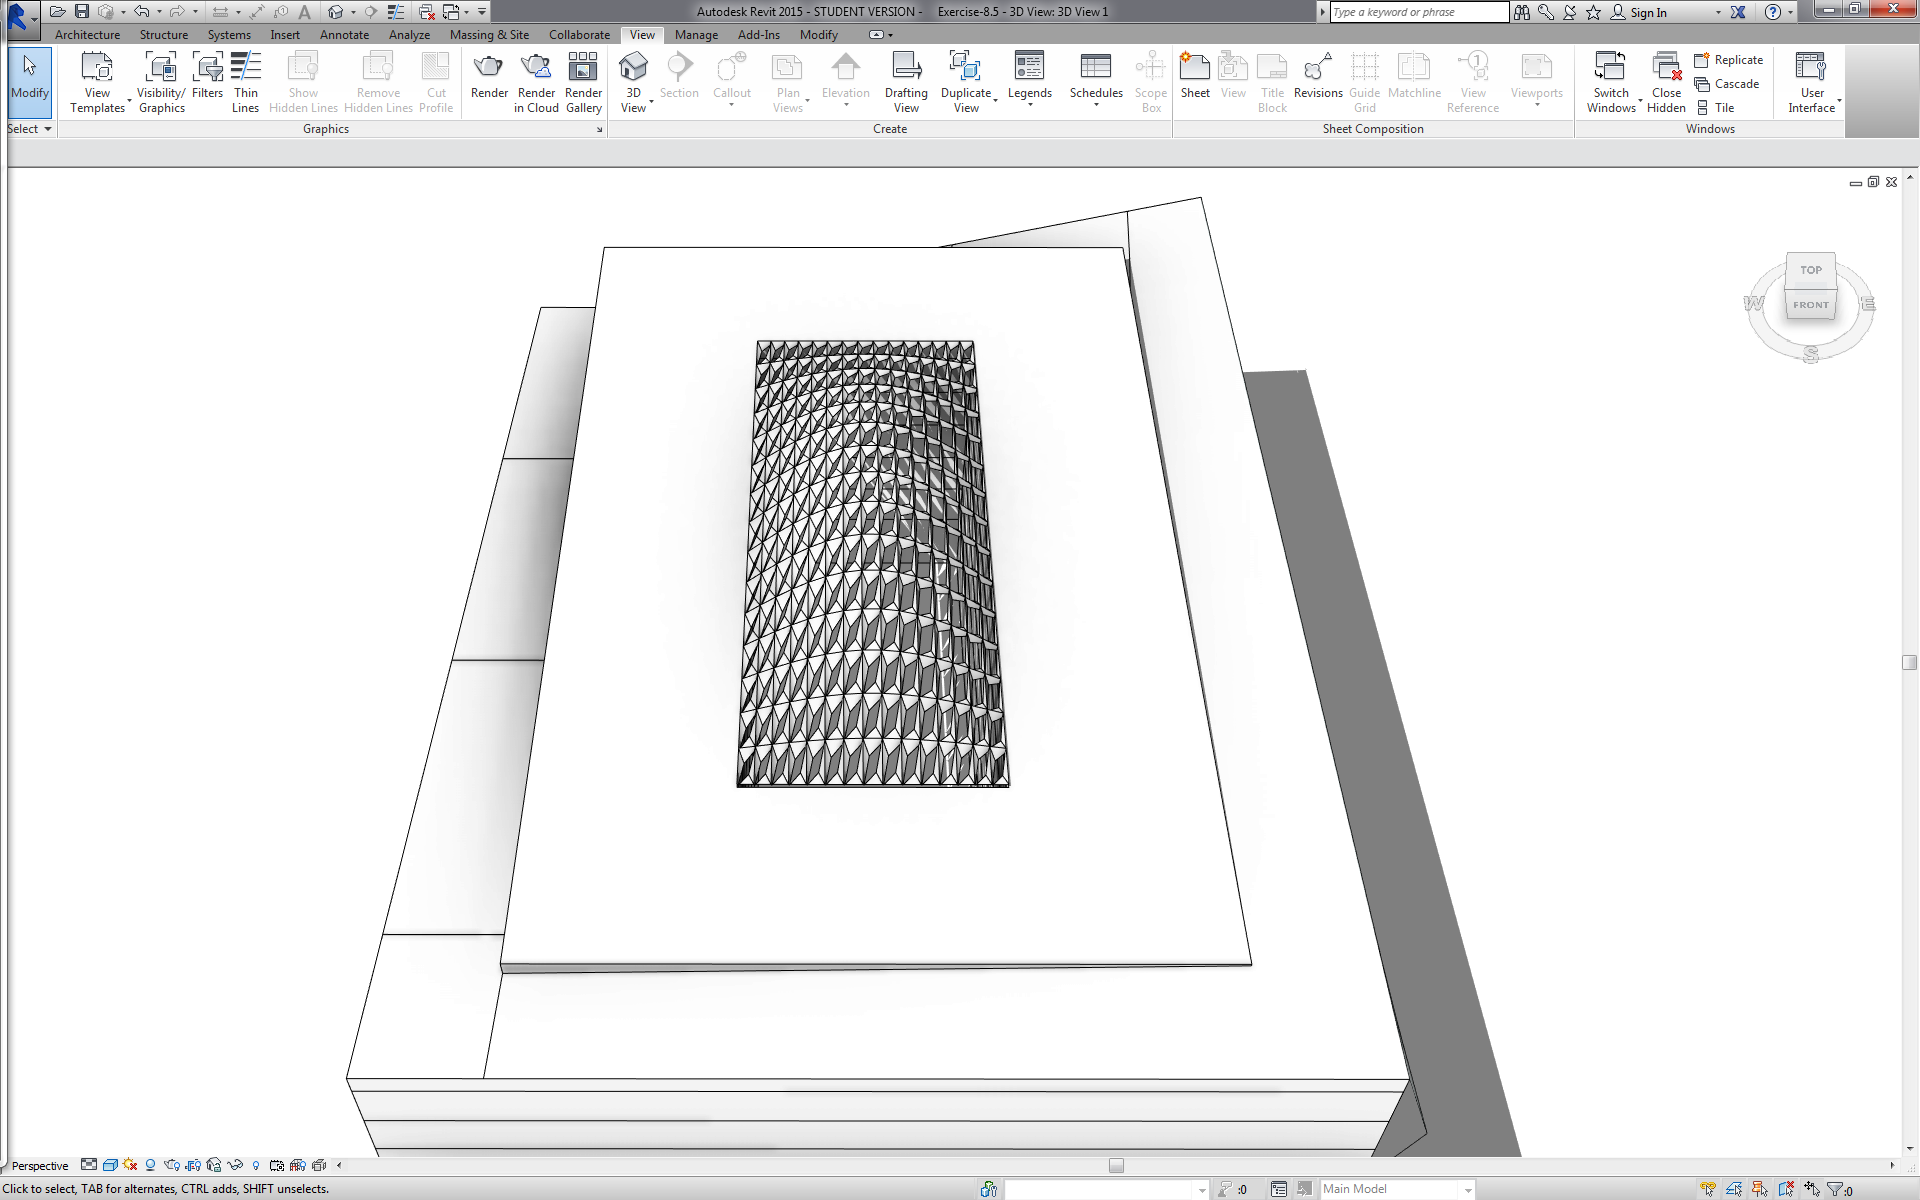 Autodesk Revit 2015 - STUDENT VERSION - Exercise-8.5 - 3D View: 3D View 1
Type a keyword or phrase
Sign In
Architecture Structure Systems Insert Annotate Analyze Massing & Site Collaborate View Manage Add-Ins Modify
Modify
View Templates
Visibility/ Graphics
Filters
Thin Lines
Show Hidden Lines
Remove Hidden Lines
Cut Profile
Render
Render in Cloud
Render Gallery
3D View
Section
Callout
Plan Views
Elevation
Drafting View
Duplicate View
Legends
Schedules
Scope Box
Sheet
View
Title Block
Revisions
Guide Grid
Matchline
View Reference
Viewports
Switch Windows
Close Hidden
Replicate
Cascade
Tile
User Interface
Select Graphics Create Sheet Composition Windows
TOP
FRONT
W
E
S
Perspective
Click to select, TAB for alternates, CTRL adds, SHIFT unselects.
:0
Main Model
:0